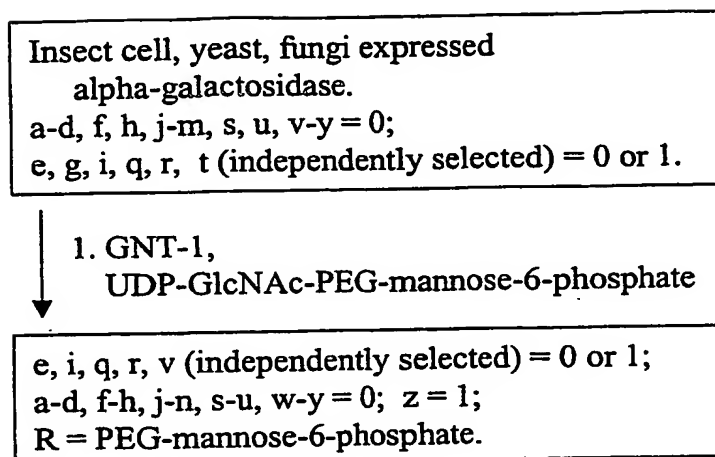 Insect cell, yeast, fungi expressed
alpha-galactosidase.
a-d, f, h, j-m, s, u, v-y = 0;
e, g, i, q, r, t (independently selected) = 0 or 1.
1. GNT-1,
UDP-GlcNAc-PEG-mannose-6-phosphate
e, i, q, r, v (independently selected) = 0 or 1;
a-d, f-h, j-n, s-u, w-y = 0; z = 1;
R = PEG-mannose-6-phosphate.